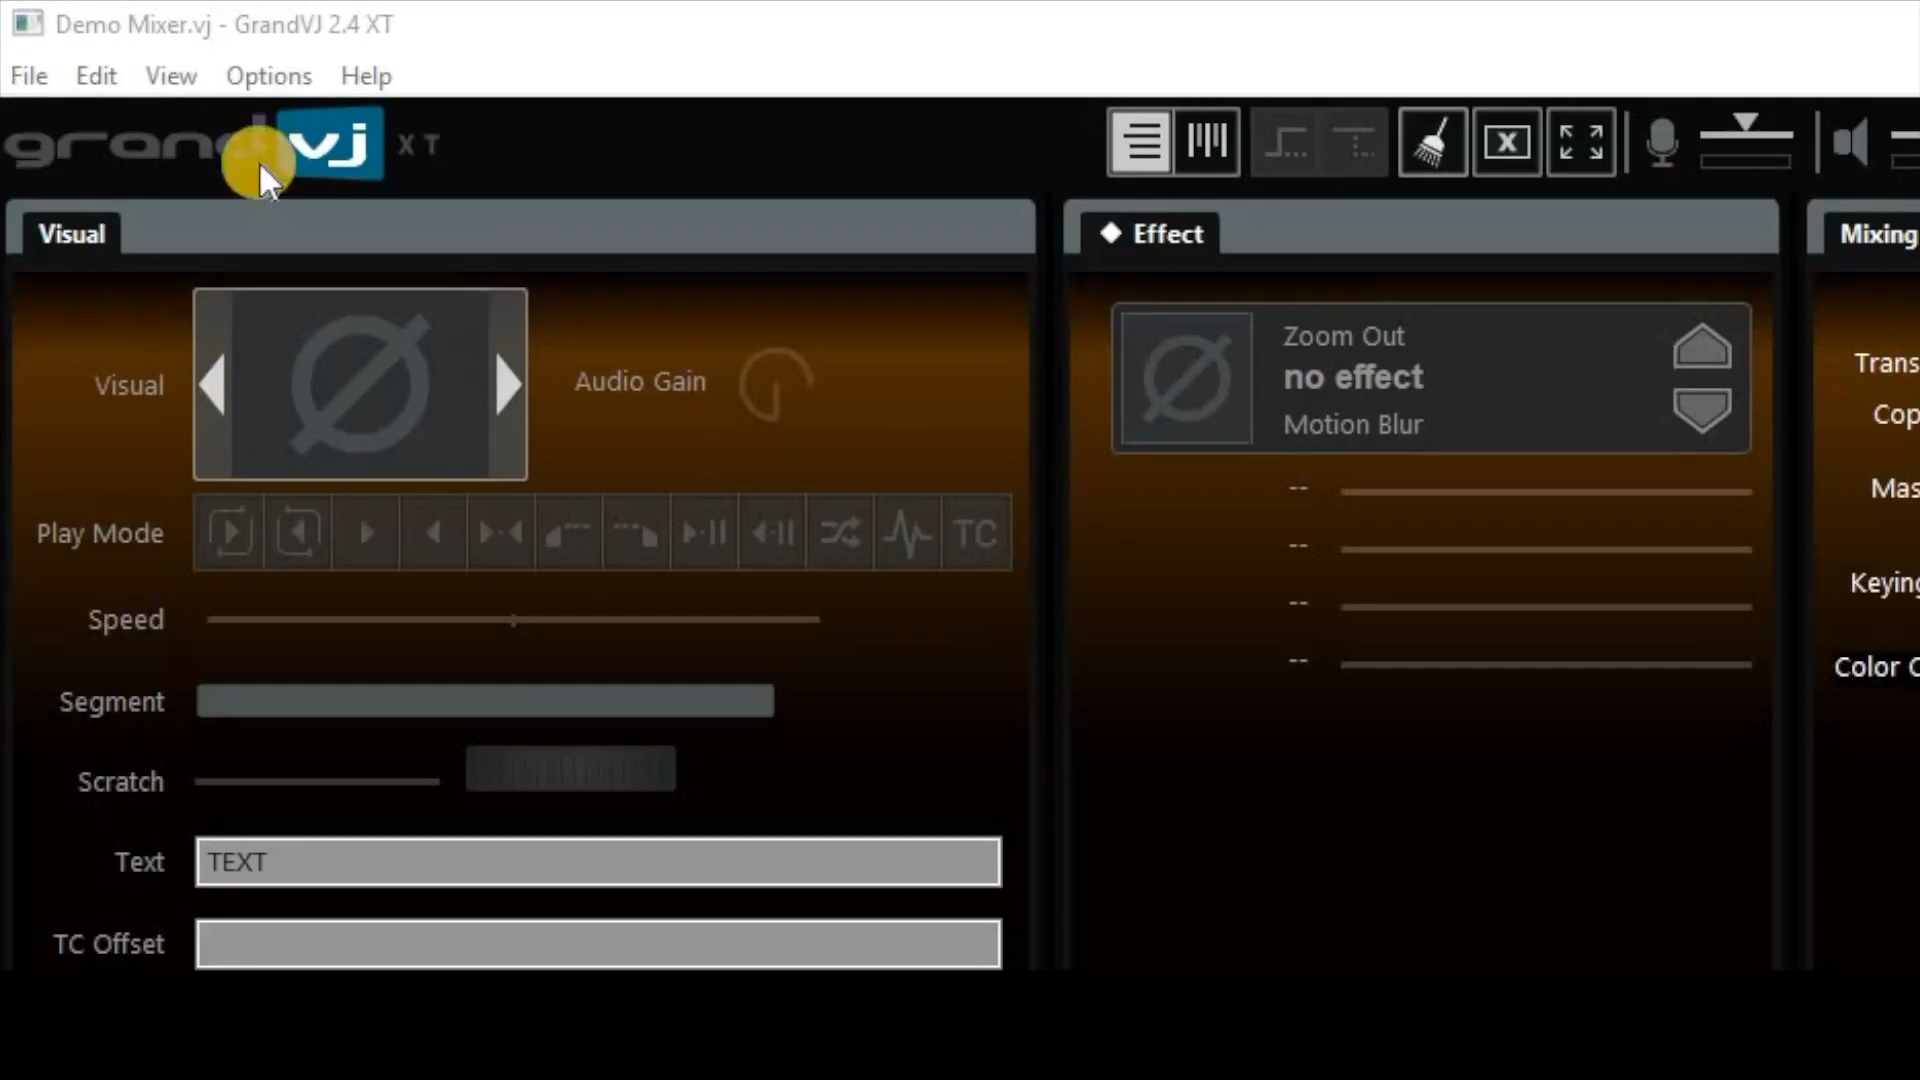 Demo Mixer.vj - GrandVJ 2.4 XT
File Edit View Options Help
grand vj XT
Visual
Effect
Mixing
Visual
Audio Gain
Zoom Out
no effect
Motion Blur
Trans
Cop
Mas
Play Mode
TC
--
--
--
--
Keying
Color C
Speed
Segment
Scratch
Text
TEXT
TC Offset